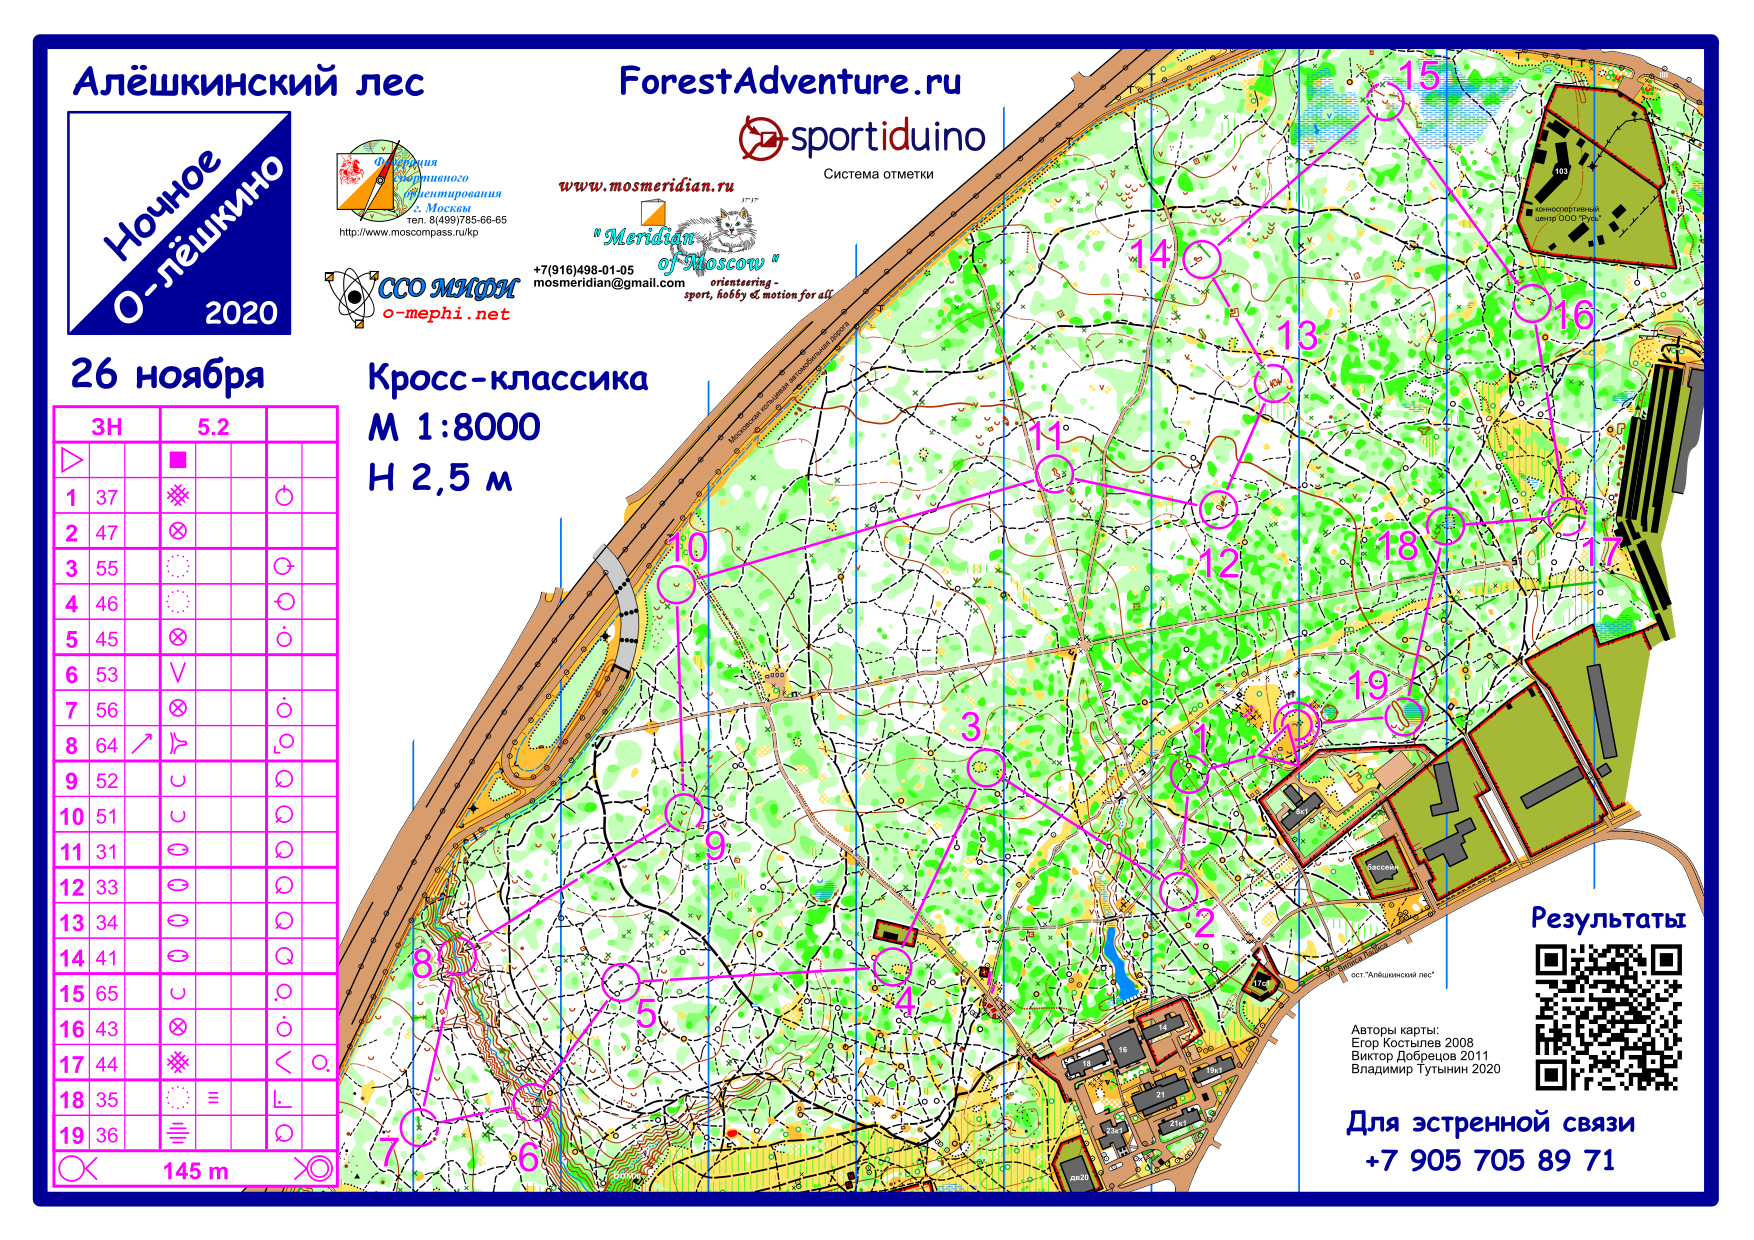 Алёшкинский лес
ForestAdventure.ru
Ночное
О-лёшкино
2020
Федерация
спортивного
ориентирования
г. Москвы
тел. 8(499)785-66-65
http://www.moscompass.ru/kp
sportiduino
Система отметки
www.mosmeridian.ru
37°37'
"Meridian
of Moscow"
+7(916)498-01-05
mosmeridian@gmail.com
orienteering -
sport, hobby & motion for all
ССО МИФИ
o-mephi.net
26 ноября
Кросс-классика
М 1:8000
Н 2,5 м
3Н 5.2
1 37
2 47
3 55
4 46
5 45
6 53
7 56
8 64
9 52
10 51
11 31
12 33
13 34
14 41
15 65
16 43
17 44
18 35
19 36
145 m
Московская кольцевая автомобильная дорога
15
103
конноспортивный
центр ООО "Русь"
14
16
13
11
10
12
18
17
19
3
1
8к1
бассейн
9
2
8
5
4
7
6
17с1
ул. Вилиса Лациса
ост."Алёшкинский лес"
14
16
18
19к1
21
21к1
23к1
дв20
Результаты
Авторы карты:
Егор Костылев 2008
Виктор Добрецов 2011
Владимир Тутынин 2020
Для эстренной связи
+7 905 705 89 71